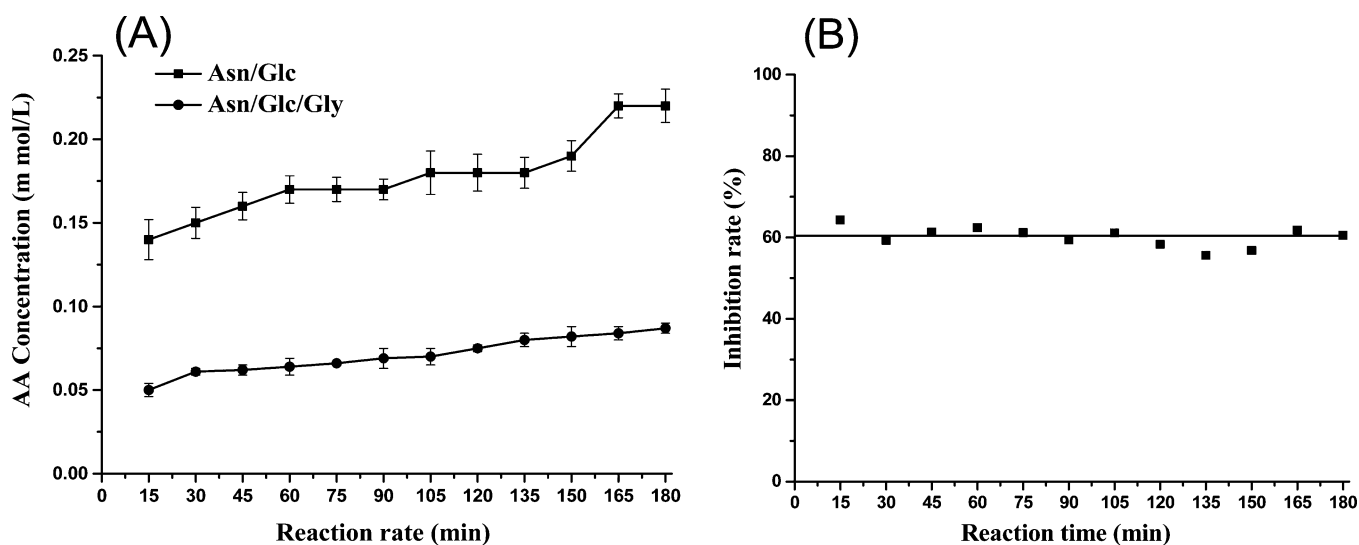 (A)
AA Concentration (m mol/L)
0.25
0.20
0.15
0.10
0.05
0.00
Asn/Glc
Asn/Glc/Gly
0 15 30 45 60 75 90 105 120 135 150 165 180
Reaction rate (min)
(B)
Inhibition rate (%)
100
80
60
40
20
0
0 15 30 45 60 75 90 105 120 135 150 165 180
Reaction time (min)